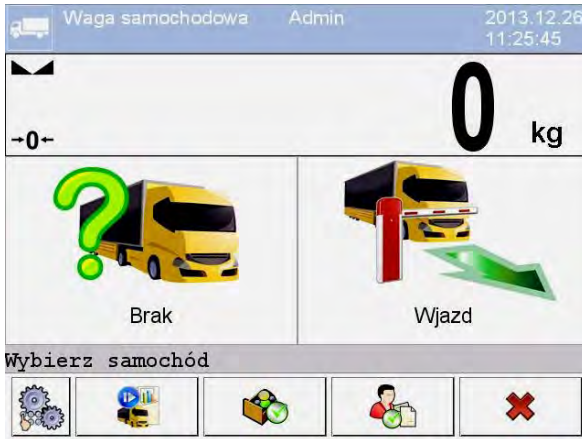 Waga samochodowa Admin 2013.12.26
11:25:45
→0← 0 kg
Brak Wjazd
Wybierz samochód